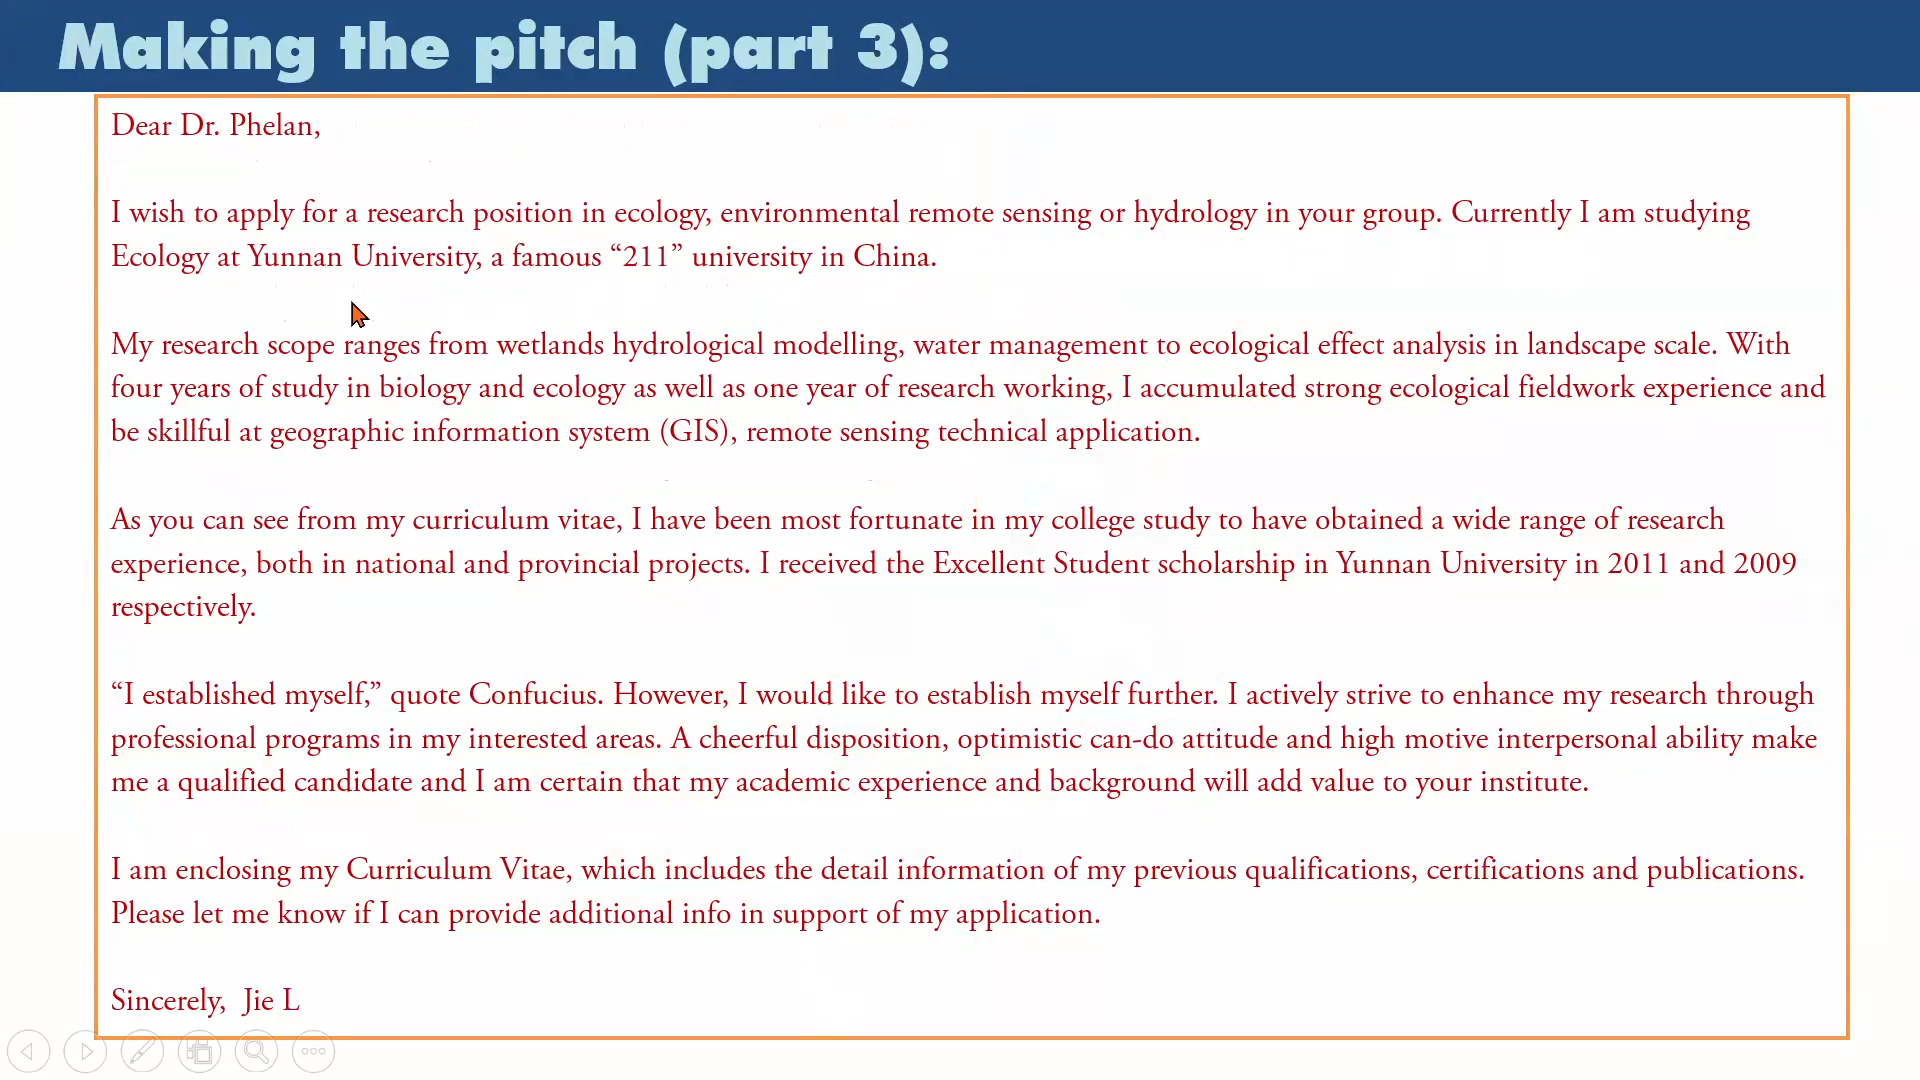 Making the pitch (part 3):
Dear Dr. Phelan,
I wish to apply for a research position in ecology, environmental remote sensing or hydrology in your group. Currently I am studying
Ecology at Yunnan University, a famous “211” university in China.
My research scope ranges from wetlands hydrological modelling, water management to ecological effect analysis in landscape scale. With
four years of study in biology and ecology as well as one year of research working, I accumulated strong ecological fieldwork experience and
be skillful at geographic information system (GIS), remote sensing technical application.
As you can see from my curriculum vitae, I have been most fortunate in my college study to have obtained a wide range of research
experience, both in national and provincial projects. I received the Excellent Student scholarship in Yunnan University in 2011 and 2009
respectively.
“I established myself,” quote Confucius. However, I would like to establish myself further. I actively strive to enhance my research through
professional programs in my interested areas. A cheerful disposition, optimistic can-do attitude and high motive interpersonal ability make
me a qualified candidate and I am certain that my academic experience and background will add value to your institute.
I am enclosing my Curriculum Vitae, which includes the detail information of my previous qualifications, certifications and publications.
Please let me know if I can provide additional info in support of my application.
Sincerely,  Jie L